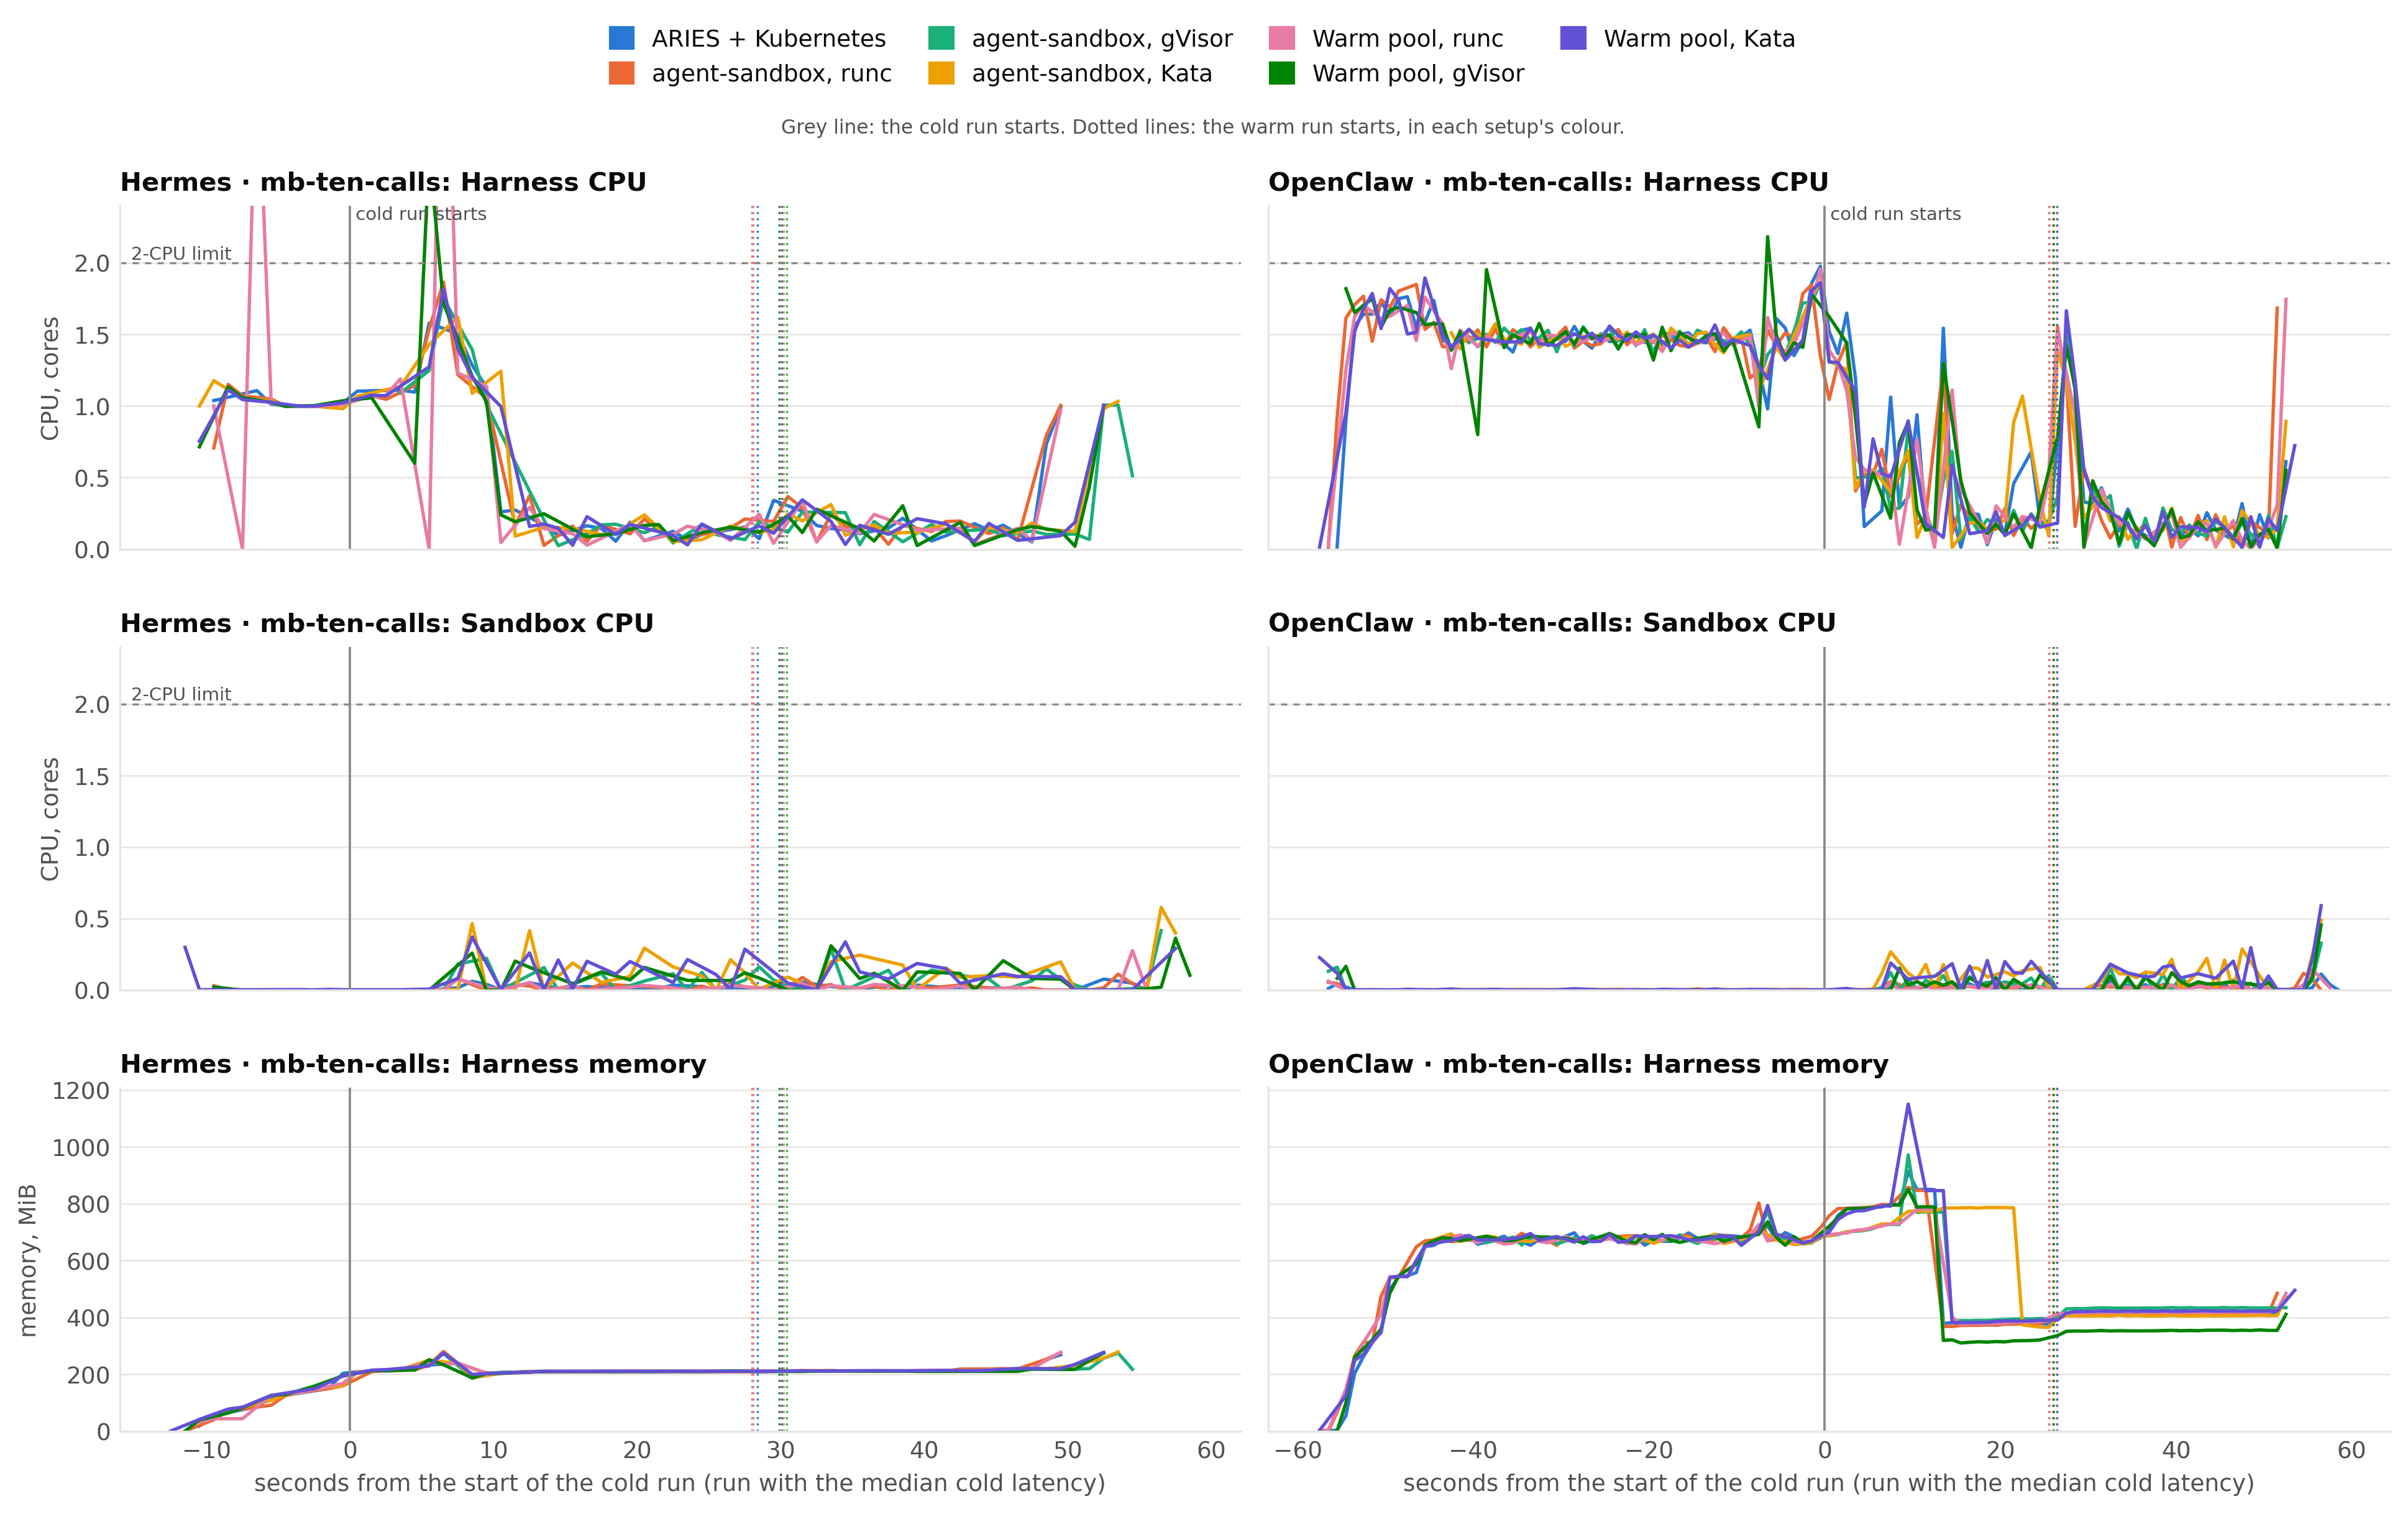 ARIES + Kubernetes
agent-sandbox, runc
agent-sandbox, gVisor
agent-sandbox, Kata
Warm pool, runc
Warm pool, gVisor
Warm pool, Kata
Grey line: the cold run starts. Dotted lines: the warm run starts, in each setup's colour.
Hermes · mb-ten-calls: Harness CPU
cold run starts
2-CPU limit
CPU, cores
2.0
1.5
1.0
0.5
0.0
OpenClaw · mb-ten-calls: Harness CPU
cold run starts
Hermes · mb-ten-calls: Sandbox CPU
2-CPU limit
CPU, cores
2.0
1.5
1.0
0.5
0.0
OpenClaw · mb-ten-calls: Sandbox CPU
Hermes · mb-ten-calls: Harness memory
memory, MiB
1200
1000
800
600
400
200
0
−10 0 10 20 30 40 50 60
seconds from the start of the cold run (run with the median cold latency)
OpenClaw · mb-ten-calls: Harness memory
−60 −40 −20 0 20 40 60
seconds from the start of the cold run (run with the median cold latency)